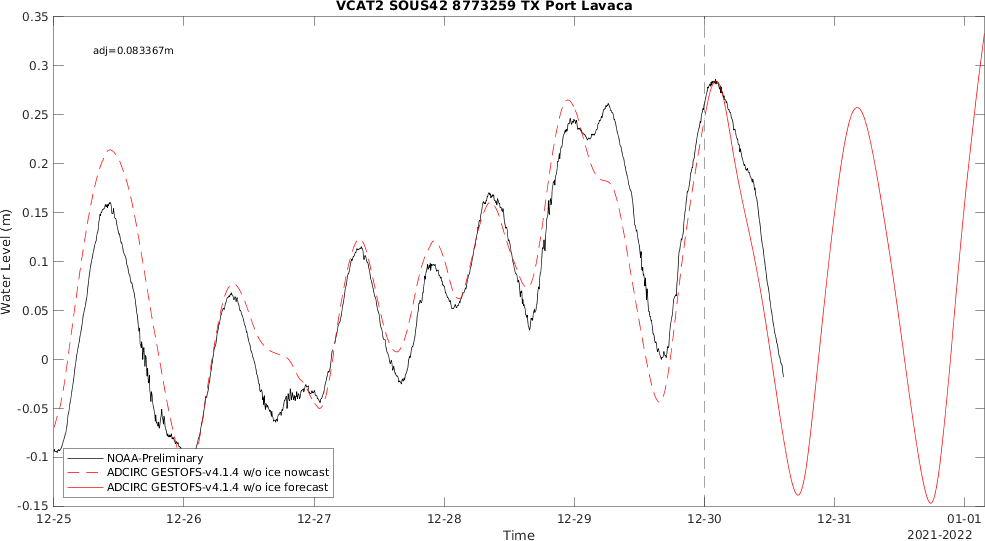 VCAT2 SOUS42 8773259 TX Port Lavaca
adj=0.083367m
Water Level (m)
0.35
0.3
0.25
0.2
0.15
0.1
0.05
0
-0.05
-0.1
-0.15
NOAA-Preliminary
ADCIRC GESTOFS-v4.1.4 w/o ice nowcast
ADCIRC GESTOFS-v4.1.4 w/o ice forecast
12-25 12-26 12-27 12-28 12-29 12-30 12-31 01-01
Time
2021-2022